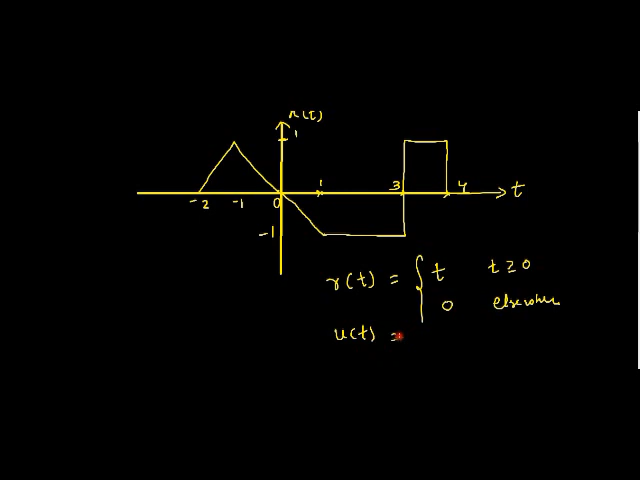 x(t)
1
-2 -1 0 1 3 4 t
-1
r(t) = { t t ≥ 0
0 elsewhere
u(t) =